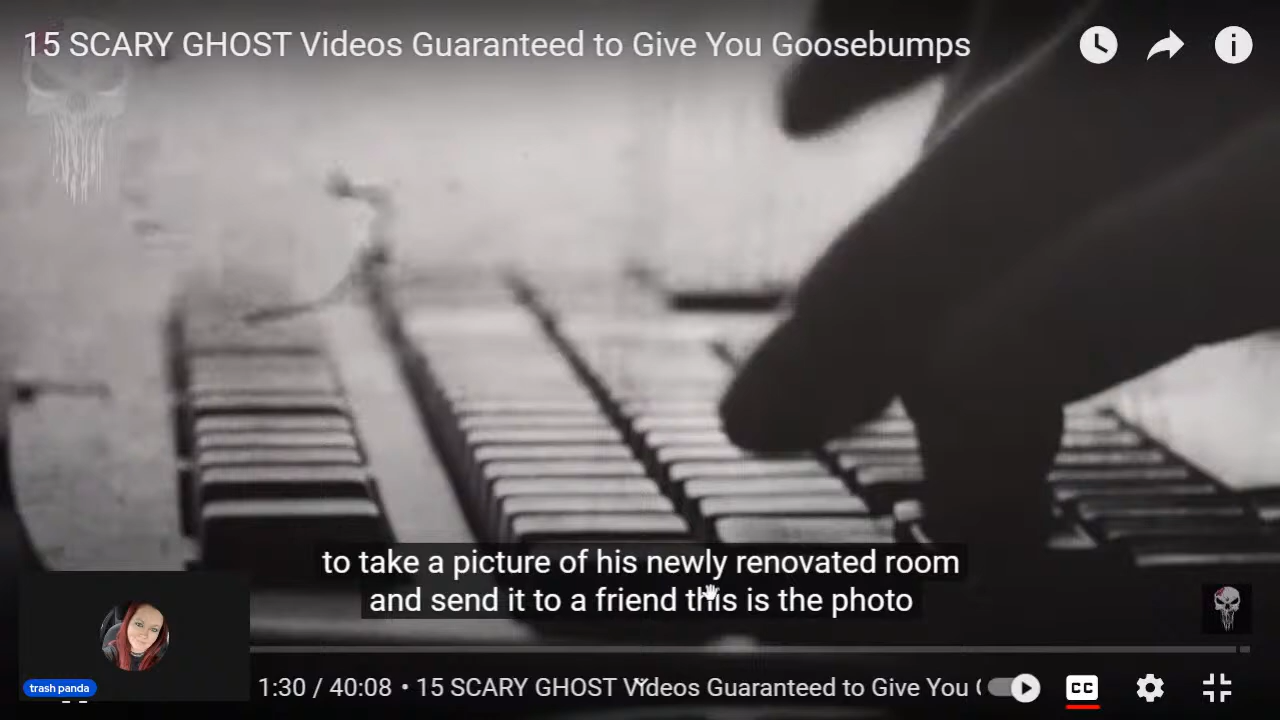 15 SCARY GHOST Videos Guaranteed to Give You Goosebumps
to take a picture of his newly renovated room
and send it to a friend this is the photo
trash panda
1:30 / 40:08 • 15 SCARY GHOST Videos Guaranteed to Give You
CC